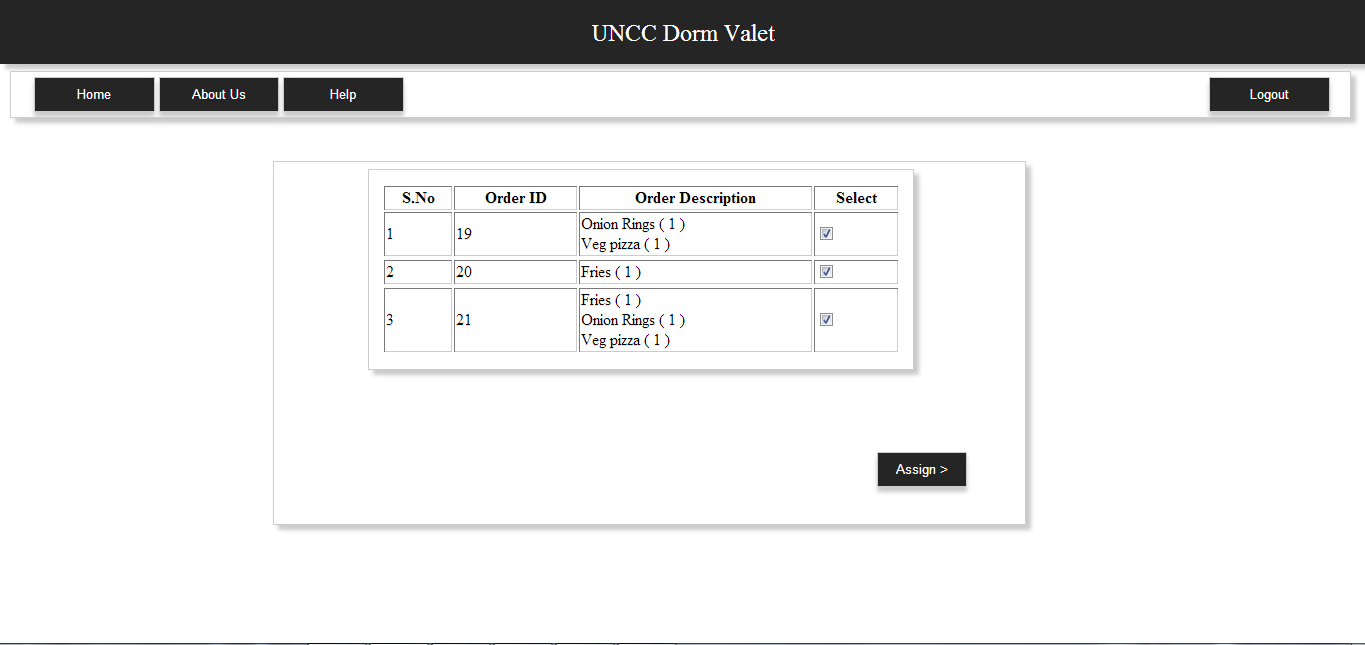 UNCC Dorm Valet
Home About Us Help Logout
S.No Order ID Order Description Select
1 19 Onion Rings ( 1 )
Veg pizza ( 1 )
2 20 Fries ( 1 )
3 21 Fries ( 1 )
Onion Rings ( 1 )
Veg pizza ( 1 )
Assign >